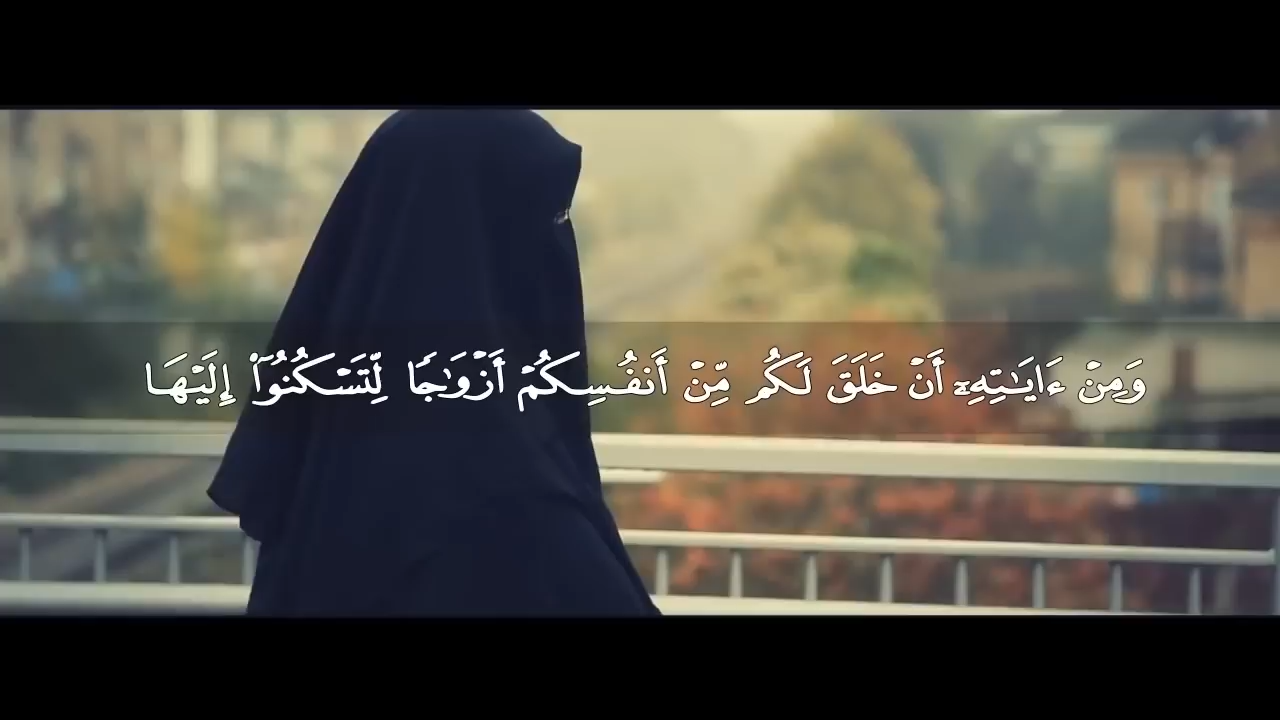 وَمِنْ ءَايَـٰتِهِۦٓ أَنْ خَلَقَ لَكُم مِّنْ أَنفُسِكُمْ أَزْوَٰجًا لِّتَسْكُنُوٓا۟ إِلَيْهَا